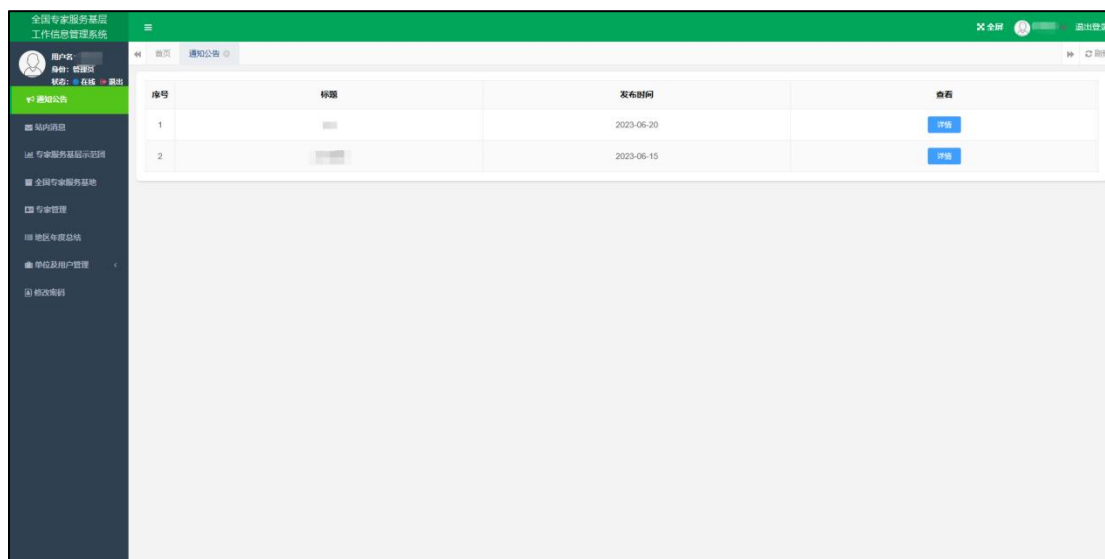 全国专家服务基层
工作信息管理系统
全屏
退出登录
用户名:
身份：管理员
状态： 在线 退出
首页 通知公告
刷新
通知公告
站内消息
专家服务基层示范团
全国专家服务基地
专家管理
地区年度总结
单位及用户管理
修改密码
序号 标题 发布时间 查看
1 2023-06-20 详情
2 2023-06-15 详情